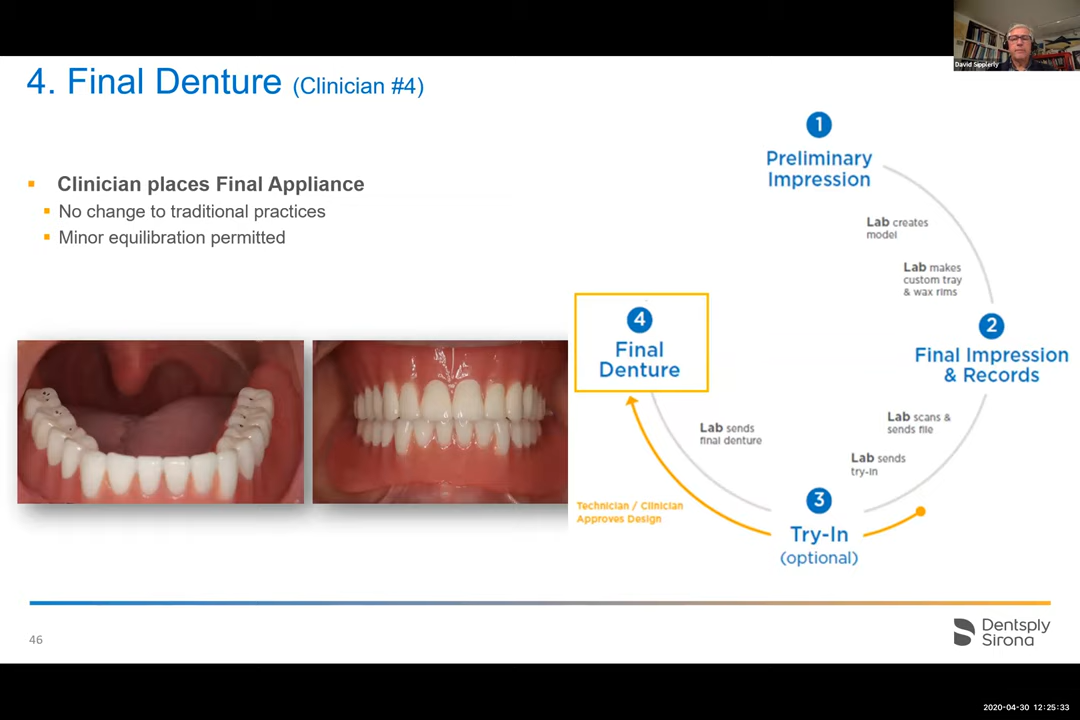 David Sipplerly
4. Final Denture (Clinician #4)
▪ Clinician places Final Appliance
▪ No change to traditional practices
▪ Minor equilibration permitted
1
Preliminary
Impression
Lab creates
model
Lab makes
custom tray
& wax rims
2
Final Impression
& Records
Lab scans &
sends file
Lab sends
try-in
3
Try-In
(optional)
Technician / Clinician
Approves Design
Lab sends
final denture
4
Final
Denture
46
Dentsply
Sirona
2020-04-30 12:25:33